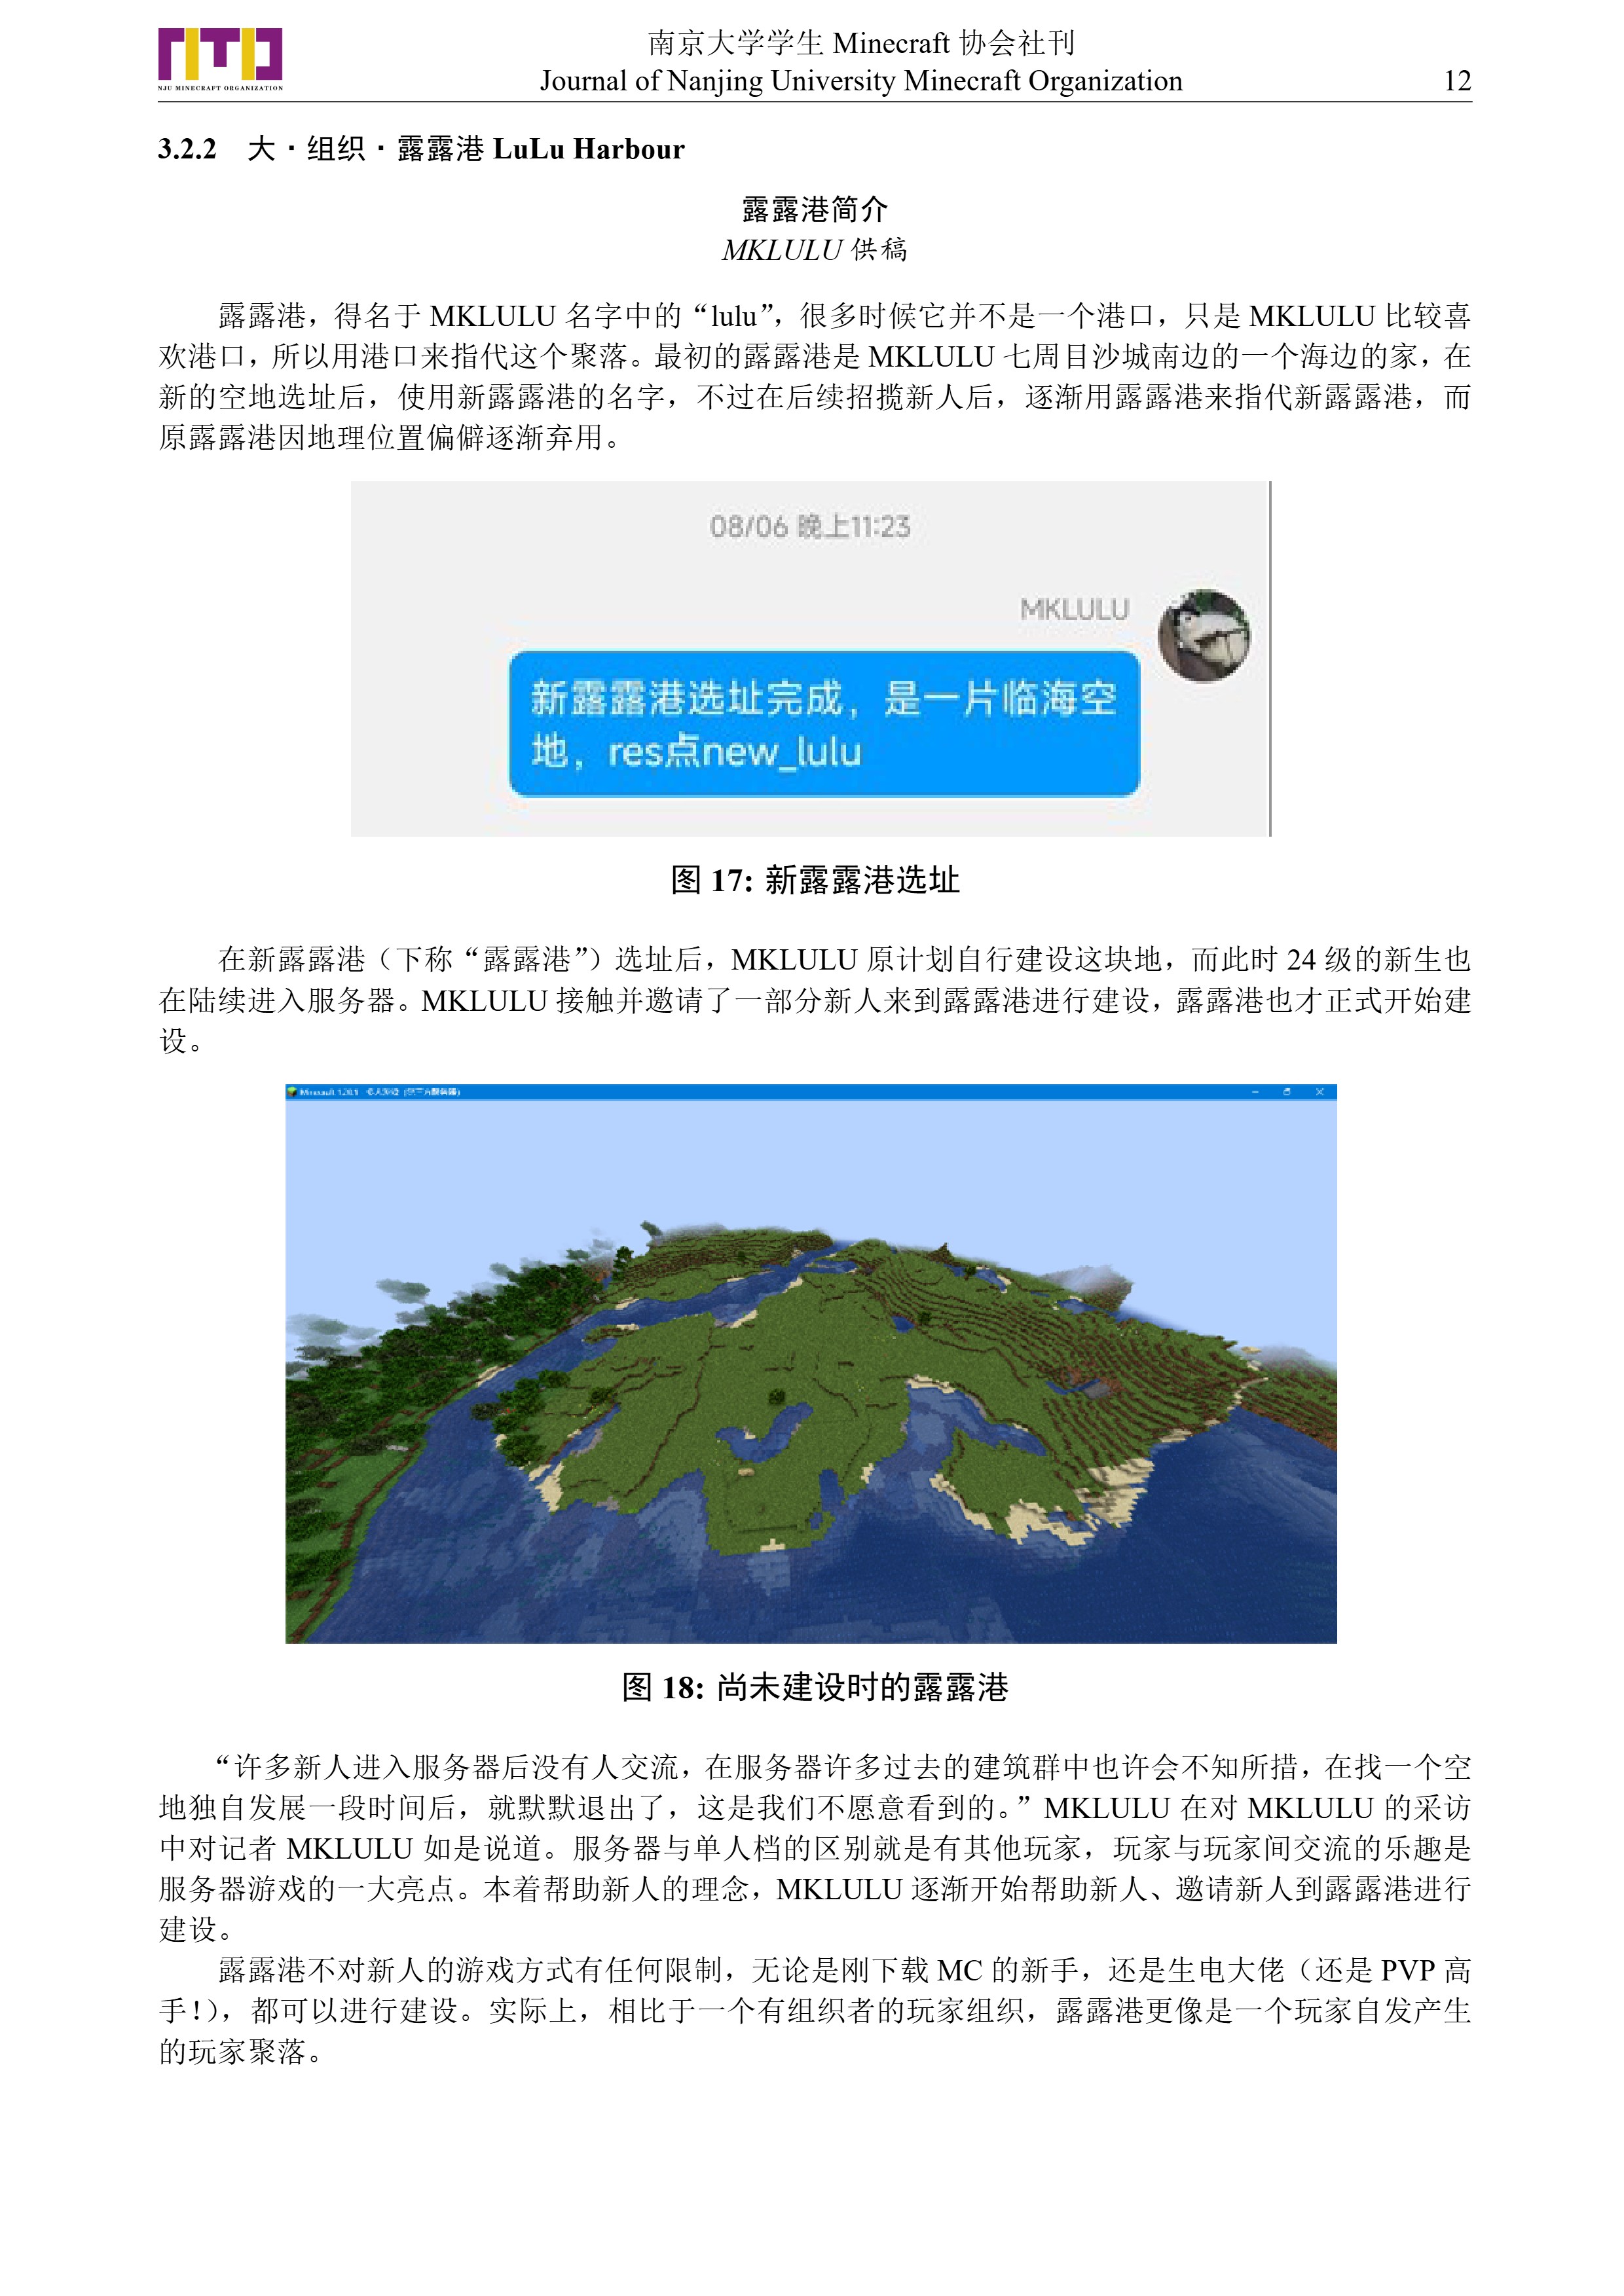 NJU MINECRAFT ORGANIZATION
南京大学学生 Minecraft 协会社刊
Journal of Nanjing University Minecraft Organization
12
3.2.2 大·组织·露露港 LuLu Harbour
露露港简介
MKLULU 供稿
露露港，得名于 MKLULU 名字中的“lulu”，很多时候它并不是一个港口，只是 MKLULU 比较喜
欢港口，所以用港口来指代这个聚落。最初的露露港是 MKLULU 七周目沙城南边的一个海边的家，在
新的空地选址后，使用新露露港的名字，不过在后续招揽新人后，逐渐用露露港来指代新露露港，而
原露露港因地理位置偏僻逐渐弃用。
08/06 晚上11:23
MKLULU
新露露港选址完成，是一片临海空
地，res点new_lulu
图 17: 新露露港选址
在新露露港（下称“露露港”）选址后，MKLULU 原计划自行建设这块地，而此时 24 级的新生也
在陆续进入服务器。MKLULU 接触并邀请了一部分新人来到露露港进行建设，露露港也才正式开始建
设。
图 18: 尚未建设时的露露港
“许多新人进入服务器后没有人交流，在服务器许多过去的建筑群中也许会不知所措，在找一个空
地独自发展一段时间后，就默默退出了，这是我们不愿意看到的。”MKLULU 在对 MKLULU 的采访
中对记者 MKLULU 如是说道。服务器与单人档的区别就是有其他玩家，玩家与玩家间交流的乐趣是
服务器游戏的一大亮点。本着帮助新人的理念，MKLULU 逐渐开始帮助新人、邀请新人到露露港进行
建设。
露露港不对新人的游戏方式有任何限制，无论是刚下载 MC 的新手，还是生电大佬（还是 PVP 高
手！），都可以进行建设。实际上，相比于一个有组织者的玩家组织，露露港更像是一个玩家自发产生
的玩家聚落。